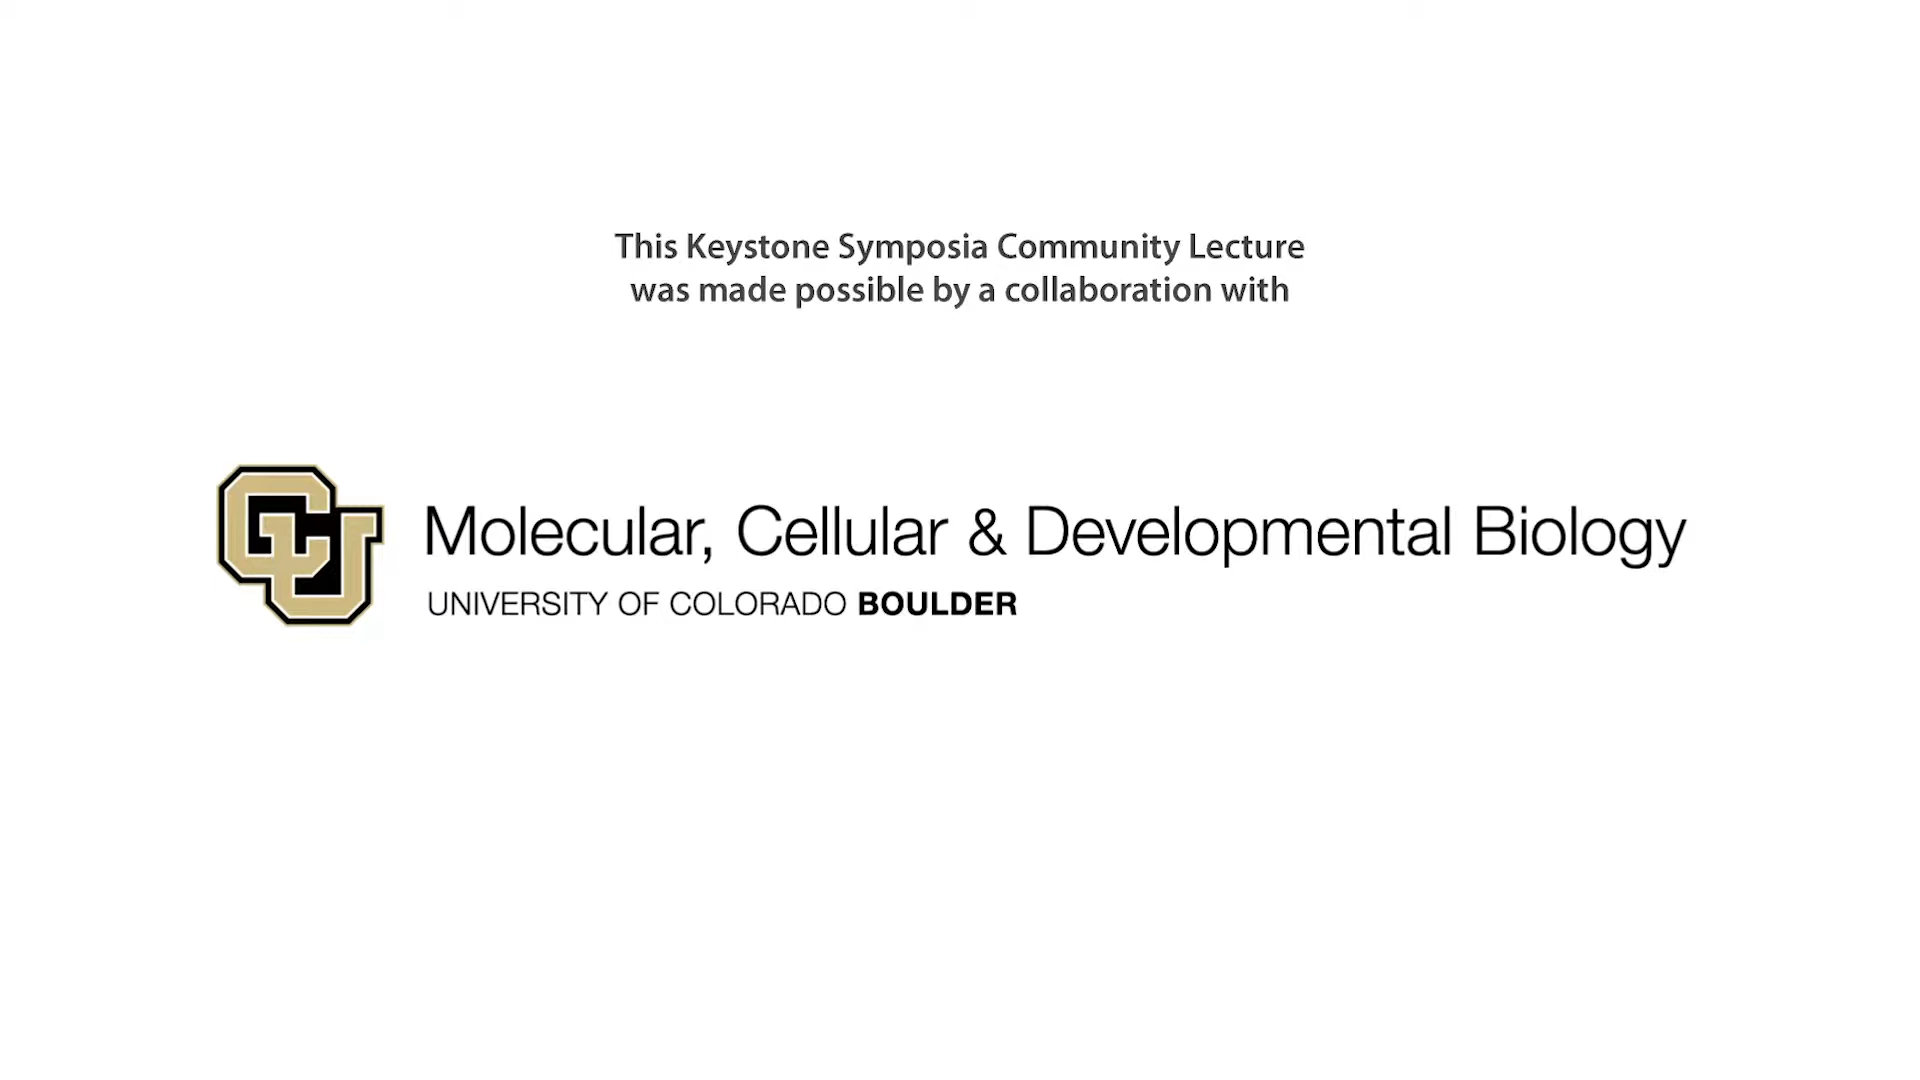 This Keystone Symposia Community Lecture
was made possible by a collaboration with
CU
Molecular, Cellular & Developmental Biology
UNIVERSITY OF COLORADO BOULDER